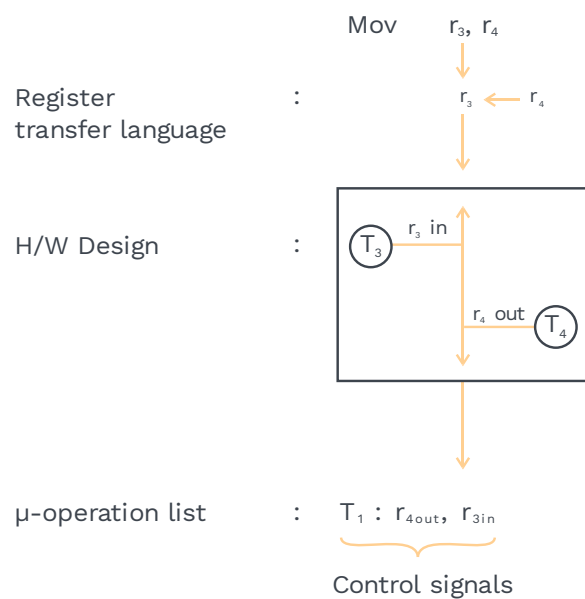 Mov r₃, r₄
Register : r₃ r₄
transfer language
r₃ in
H/W Design : T₃
r₄ out
T₄
μ-operation list : T₁ : r₄ₒᵤₜ, r₃ᵢₙ
Control signals